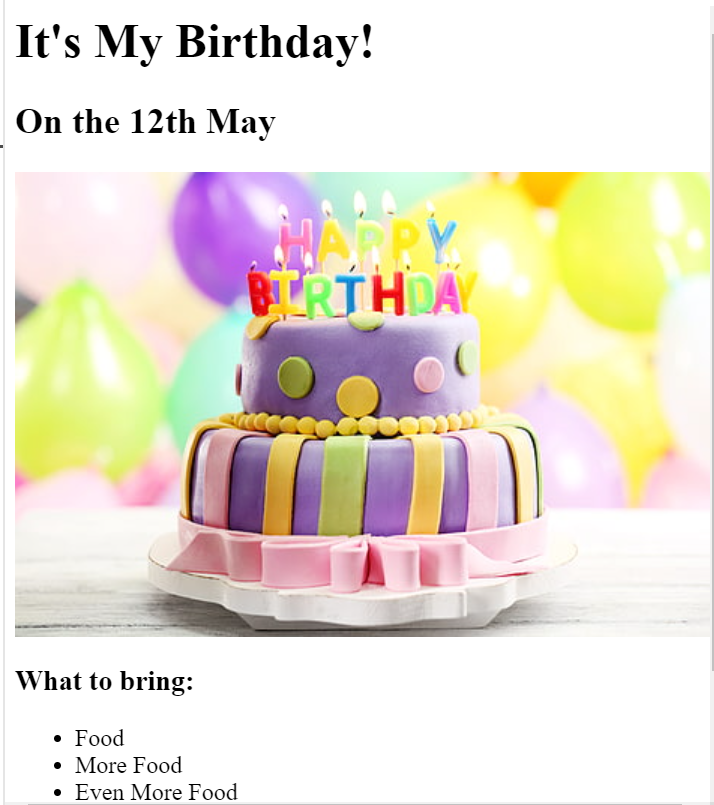 It's My Birthday!
On the 12th May
HAPPY
BIRTHDAY
What to bring:
Food
More Food
Even More Food